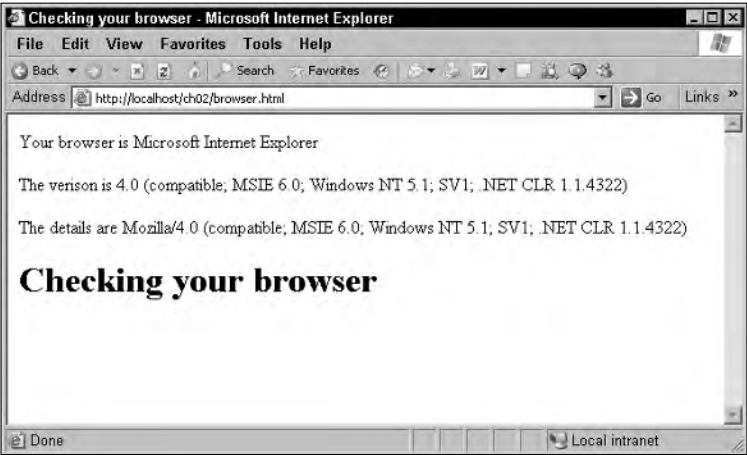 Checking your browser - Microsoft Internet Explorer
File Edit View Favorites Tools Help
Back Search Favorites
Address http://localhost/ch02/browser.html Go Links »
Your browser is Microsoft Internet Explorer
The verison is 4.0 (compatible; MSIE 6.0; Windows NT 5.1; SV1; .NET CLR 1.1.4322)
The details are Mozilla/4.0 (compatible; MSIE 6.0; Windows NT 5.1; SV1; .NET CLR 1.1.4322)
Checking your browser
Done Local intranet